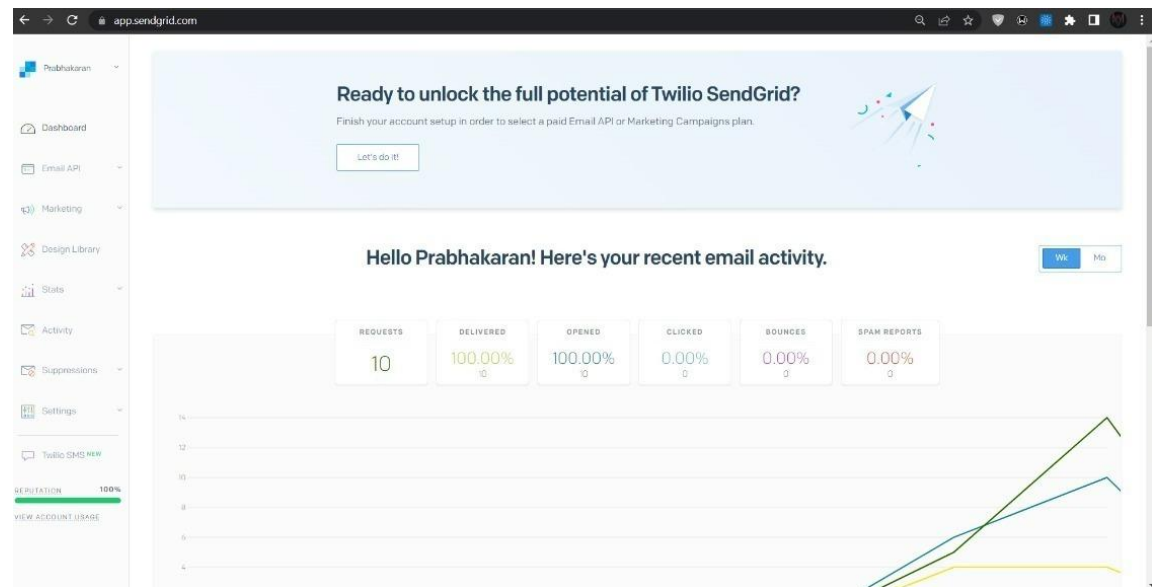 app.sendgrid.com
Prabhakaran
Dashboard
Email API
Marketing
Design Library
Stats
Activity
Suppressions
Settings
Twilio SMS NEW
REPUTATION 100%
VIEW ACCOUNT USAGE
Ready to unlock the full potential of Twilio SendGrid?
Finish your account setup in order to select a paid Email API or Marketing Campaigns plan.
Let's do it!
Hello Prabhakaran! Here's your recent email activity.
Wk Mo
REQUESTS DELIVERED OPENED CLICKED BOUNCES SPAM REPORTS
10 100.00% 100.00% 0.00% 0.00% 0.00%
10 10 0 0 0
14
12
10
8
6
4